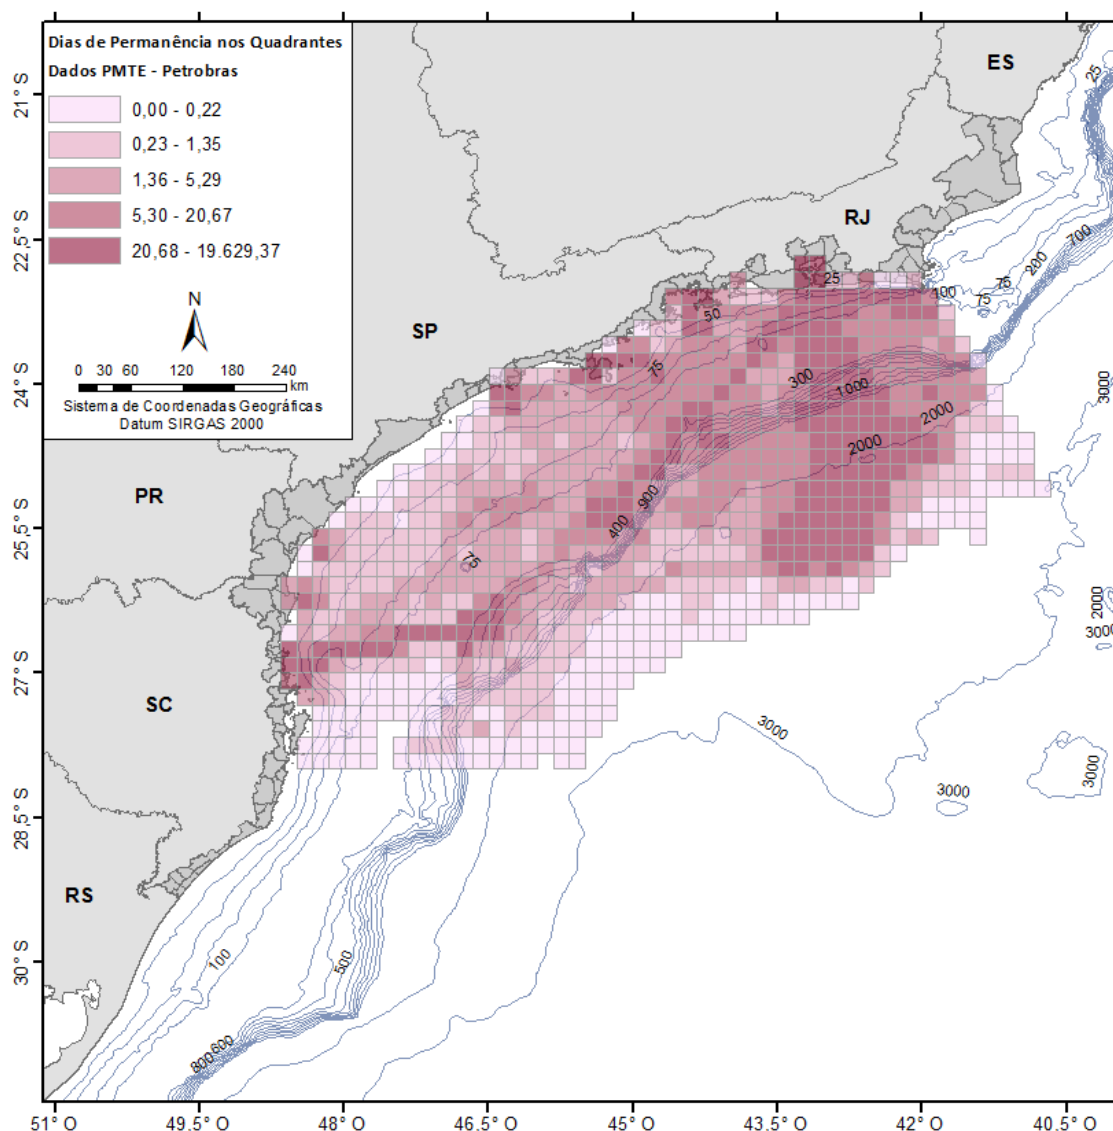 Dias de Permanência nos Quadrantes
Dados PMTE - Petrobras
0,00 - 0,22
0,23 - 1,35
1,36 - 5,29
5,30 - 20,67
20,68 - 19.629,37
N
0 30 60 120 180 240
km
Sistema de Coordenadas Geográficas
Datum SIRGAS 2000
ES
RJ
SP
PR
SC
RS
25
700
200
75
75
75
100
25
50
75
300
1000
2000
2000
3000
900
400
75
2000
3000
3000
3000
3000
100
500
600
800
21° S
22.5° S
24° S
25.5° S
27° S
28.5° S
30° S
51° O
49.5° O
48° O
46.5° O
45° O
43.5° O
42° O
40.5° O